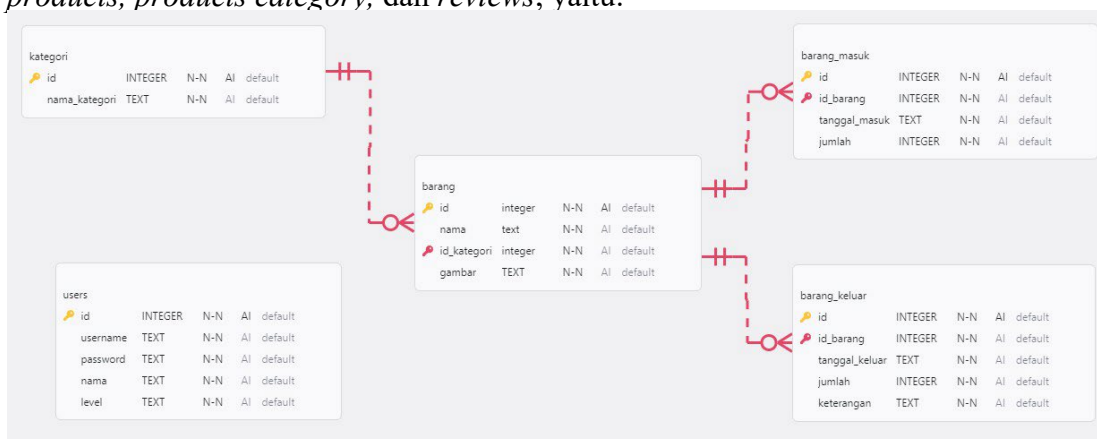 products, products category, dan reviews, yaitu:
kategori
id INTEGER N-N AI default
nama_kategori TEXT N-N AI default
barang_masuk
id INTEGER N-N AI default
id_barang INTEGER N-N AI default
tanggal_masuk TEXT N-N AI default
jumlah INTEGER N-N AI default
barang
id integer N-N AI default
nama text N-N AI default
id_kategori integer N-N AI default
gambar TEXT N-N AI default
users
id INTEGER N-N AI default
username TEXT N-N AI default
password TEXT N-N AI default
nama TEXT N-N AI default
level TEXT N-N AI default
barang_keluar
id INTEGER N-N AI default
id_barang INTEGER N-N AI default
tanggal_keluar TEXT N-N AI default
jumlah INTEGER N-N AI default
keterangan TEXT N-N AI default